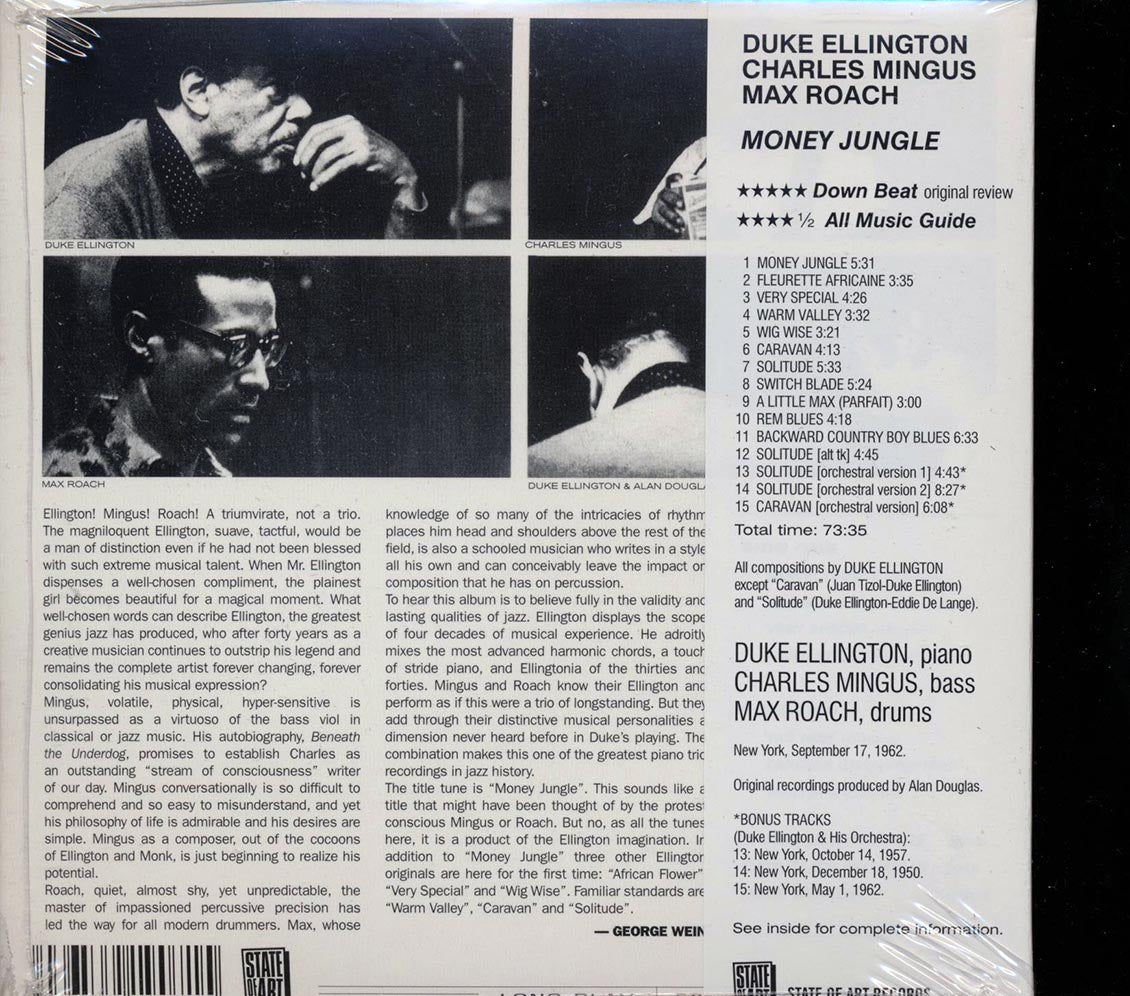 DUKE ELLINGTON
CHARLES MINGUS
MAX ROACH
DUKE ELLINGTON & ALAN
Ellington! Mingus! Roach! A triumvirate, not a trio.
The magniloquent Ellington, suave, tactful, would be
a man of distinction even if he had not been blessed
with such extreme musical talent. When Mr. Ellington
dispenses a well-chosen compliment, the plainest
girl becomes beautiful for a magical moment. What
well-chosen words can describe Ellington, the greatest
genius jazz has produced, who after forty years as a
creative musician continues to outstrip his legend and
remains the complete artist forever changing, forever
consolidating his musical expression?
Mingus, volatile, physical, hyper-sensitive is
unsurpassed as a virtuoso of the bass viol in
classical or jazz music. His autobiography, Beneath
the Underdog, promises to establish Charles as
an outstanding “stream of consciousness” writer
of our day. Mingus conversationally is so difficult to
comprehend and so easy to misunderstand, and yet
his philosophy of life is admirable and his desires are
simple. Mingus as a composer, out of the cocoons
of Ellington and Monk, is just beginning to realize his
potential.
Roach, quiet, almost shy, yet unpredictable, the
master of impassioned percussive precision has
led the way for all modern drummers. Max, whose
knowledge of so many of the intricacies of rhythm
places him head and shoulders above the rest of the
field, is also a schooled musician who writes in a style
all his own and can conceivably leave the impact or
composition that he has on percussion.
To hear this album is to believe fully in the validity and
lasting qualities of jazz. Ellington displays the scope
of four decades of musical experience. He adroitly
mixes the most advanced harmonic chords, a touch
of stride piano, and Ellingtonia of the thirties and
forties. Mingus and Roach know their Ellington and
perform as if this were a trio of longstanding. But they
add through their distinctive musical personalities a
dimension never heard before in Duke’s playing. The
combination makes this one of the greatest piano trio
recordings in jazz history.
The title tune is “Money Jungle”. This sounds like a
title that might have been thought of by the protest
conscious Mingus or Roach. But no, as all the tunes
here, it is a product of the Ellington imagination. In
addition to “Money Jungle” three other Ellington
originals are here for the first time: “African Flower”
“Very Special” and “Wig Wise”. Familiar standards are
“Warm Valley”, “Caravan” and “Solitude”.
— GEORGE WEIN
STATE
OF ART
DUKE ELLINGTON
CHARLES MINGUS
MAX ROACH
MONEY JUNGLE
★★★★★ Down Beat original review
★★★★ ½ All Music Guide
1 MONEY JUNGLE 5:31
2 FLEURETTE AFRICAINE 3:35
3 VERY SPECIAL 4:26
4 WARM VALLEY 3:32
5 WIG WISE 3:21
6 CARAVAN 4:13
7 SOLITUDE 5:33
8 SWITCH BLADE 5:24
9 A LITTLE MAX (PARFAIT) 3:00
10 REM BLUES 4:18
11 BACKWARD COUNTRY BOY BLUES 6:33
12 SOLITUDE [alt tk] 4:45
13 SOLITUDE [orchestral version 1] 4:43*
14 SOLITUDE [orchestral version 2] 8:27*
15 CARAVAN [orchestral version] 6:08*
Total time: 73:35
All compositions by DUKE ELLINGTON
except “Caravan” (Juan Tizol-Duke Ellington)
and “Solitude” (Duke Ellington-Eddie De Lange).
DUKE ELLINGTON, piano
CHARLES MINGUS, bass
MAX ROACH, drums
New York, September 17, 1962.
Original recordings produced by Alan Douglas.
*BONUS TRACKS
(Duke Ellington & His Orchestra):
13: New York, October 14, 1957.
14: New York, December 18, 1950.
15: New York, May 1, 1962.
See inside for complete information.
STATE
OF ART
STATE OF ART RECORDS